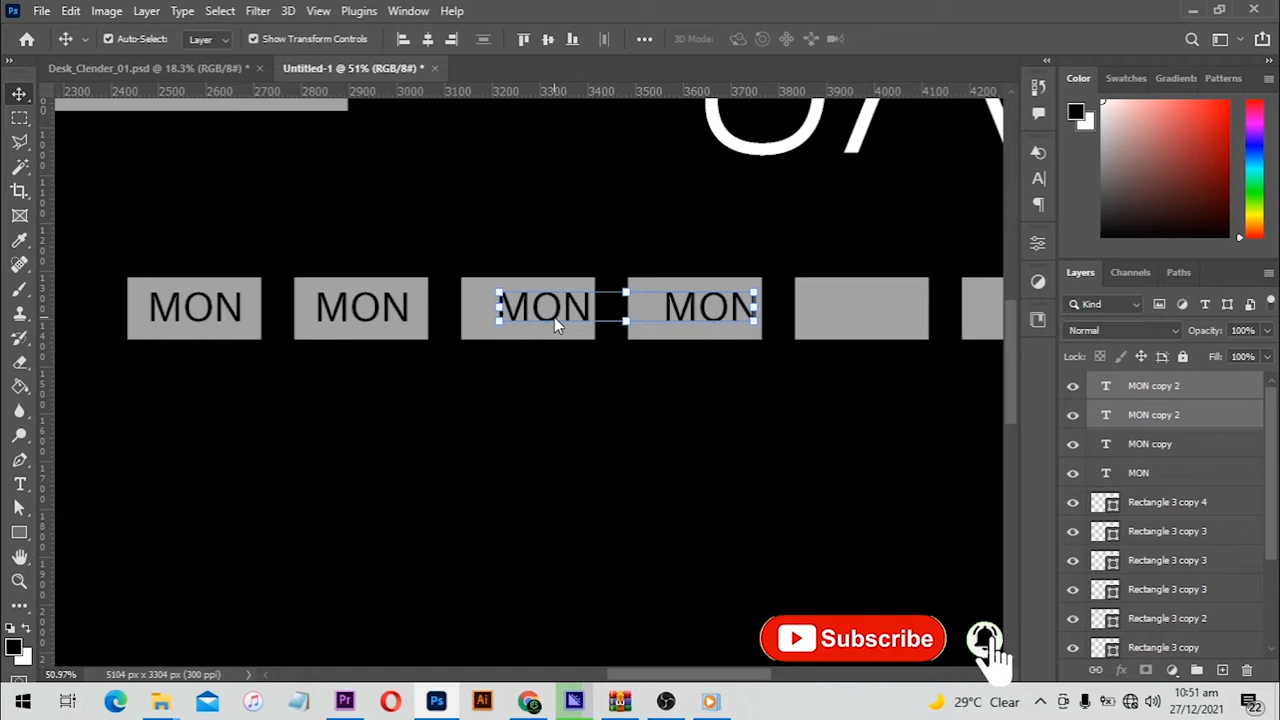 Ps File Edit Image Layer Type Select Filter 3D View Plugins Window Help
Auto-Select: Layer Show Transform Controls 3D Mode:
Desk_Clender_01.psd @ 18.3% (RGB/8#) * × Untitled-1 @ 51% (RGB/8#) * ×
Color Swatches Gradients Patterns
2300 2400 2500 2600 2700 2800 2900 3000 3100 3200 3300 3400 3500 3600 3700 3800 3900 4000 4100 4200
MON MON MON MON
Layers Channels Paths
Kind
Normal Opacity: 100%
Lock: Fill: 100%
T MON copy 2
T MON copy 2
T MON copy
T MON
Rectangle 3 copy 4
Rectangle 3 copy 3
Rectangle 3 copy 3
Rectangle 3 copy 3
Rectangle 3 copy 2
Rectangle 3 copy
Subscribe
50.97% 5104 px x 3304 px (300 ppi)
Pr Ps Ai
29°C Clear
10:51 am
27/12/2021
22